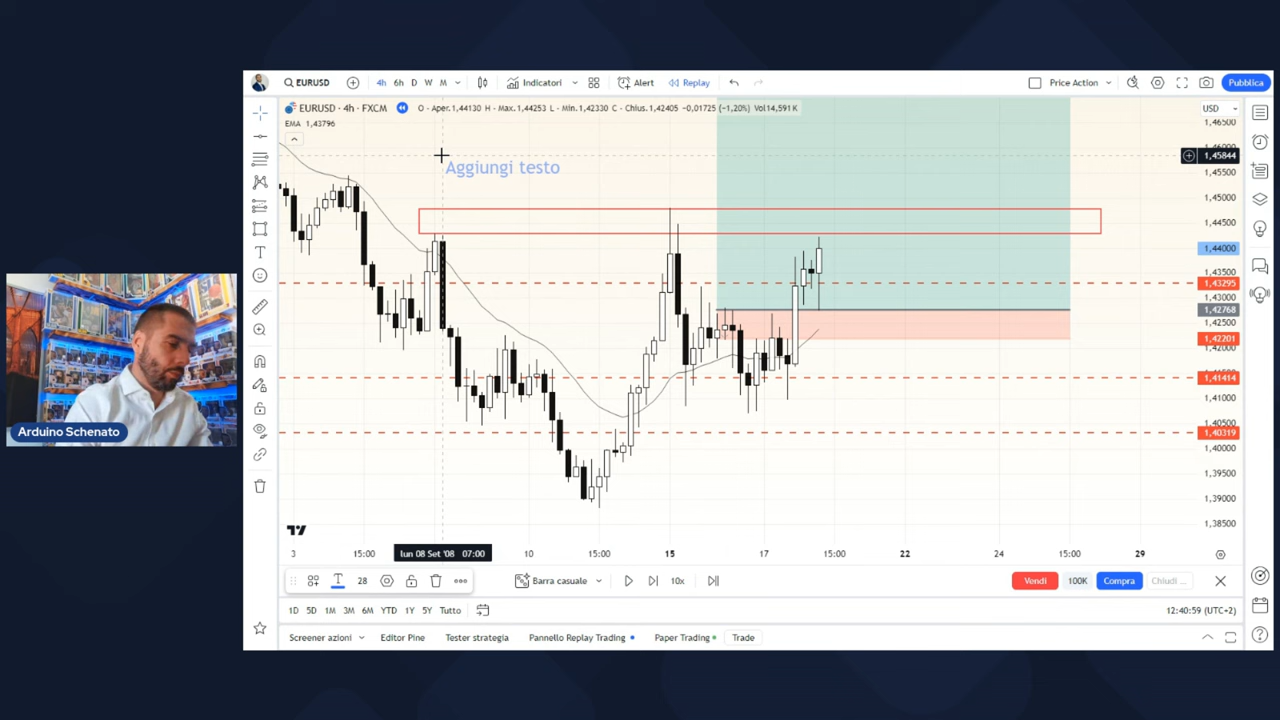 EURUSD
4h 6h D W M
Indicatori
Alert
Replay
Price Action
Pubblica
EURUSD · 4h · FXCM
O - Aper.1,44130 H - Max.1,44253 L - Min.1,42330 C - Chius.1,42405 −0,01725 (−1,20%) Vol14,591 K
USD
EMA 1,43796
1,46500
1,45844
1,45500
1,45000
1,44500
1,44000
1,43500
1,43295
1,43000
1,42768
1,42500
1,42201
1,42000
1,41414
1,41000
1,40500
1,40319
1,40000
1,39500
1,39000
1,38500
Aggiungi testo
Arduino Schenato
3 15:00 lun 08 Set '08 07:00 10 15:00 15 17 15:00 22 24 15:00 29
28
Barra casuale
10x
Vendi
100K
Compra
Chiudi ...
1D 5D 1M 3M 6M YTD 1Y 5Y Tutto
12:40:59 (UTC+2)
Screener azioni
Editor Pine
Tester strategia
Pannello Replay Trading
Paper Trading
Trade